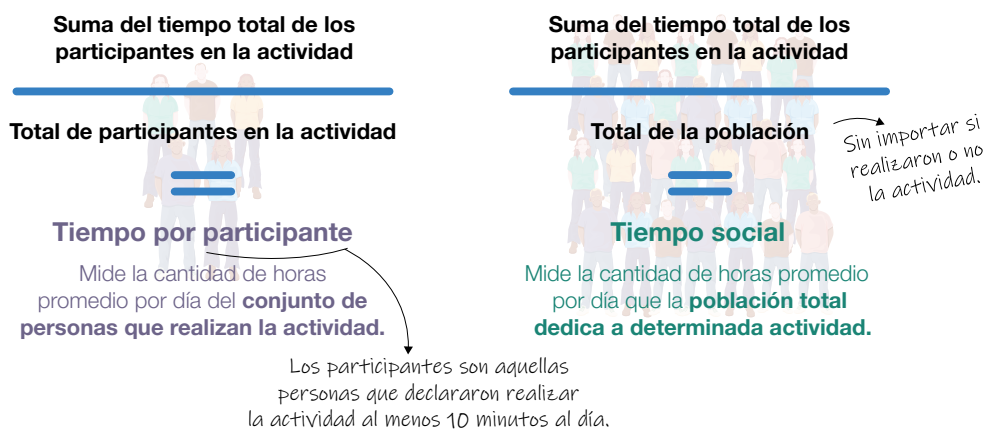 Suma del tiempo total de los
participantes en la actividad
Total de participantes en la actividad
=
Tiempo por participante
Mide la cantidad de horas
promedio por día del conjunto de
personas que realizan la actividad.
Los participantes son aquellas
personas que declararon realizar
la actividad al menos 10 minutos al día.
Suma del tiempo total de los
participantes en la actividad
Total de la población
Sin importar si
realizaron o no
la actividad.
=
Tiempo social
Mide la cantidad de horas promedio
por día que la población total
dedica a determinada actividad.